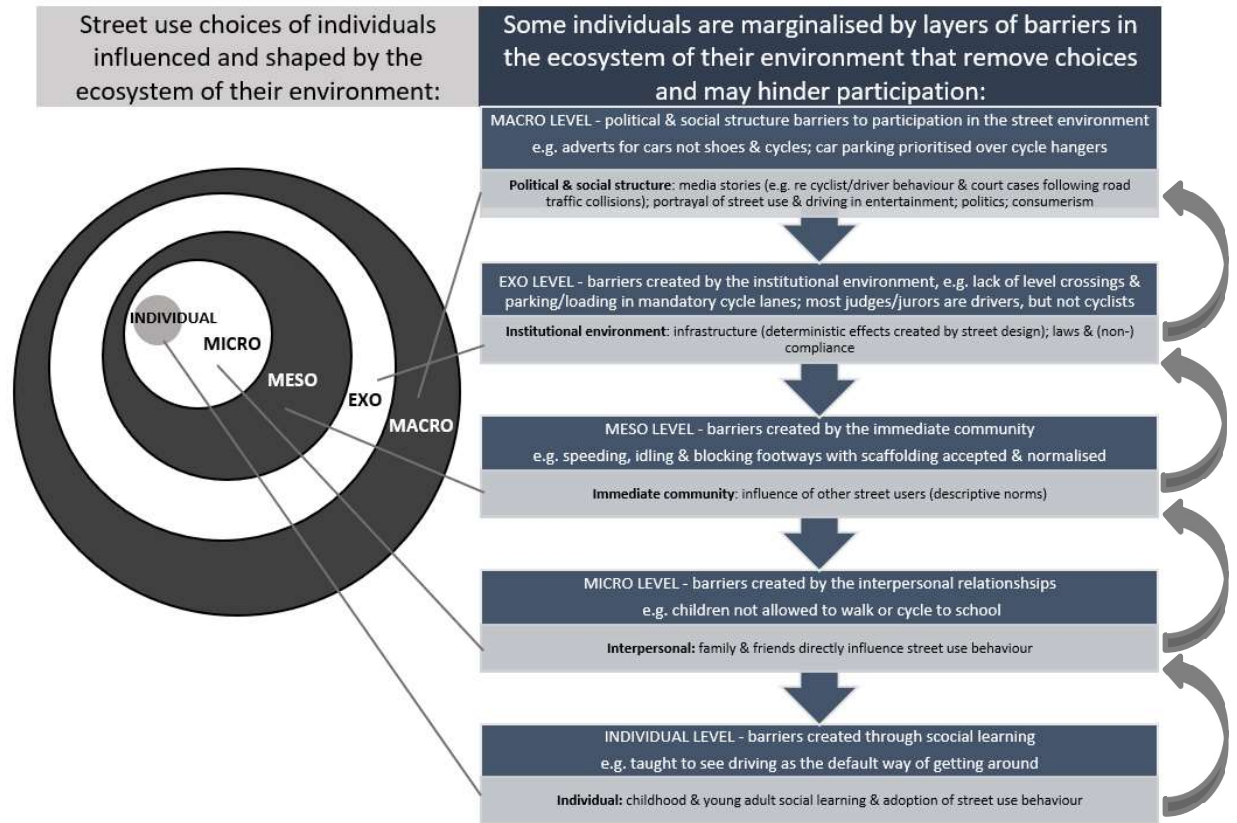 Street use choices of individuals
influenced and shaped by the
ecosystem of their environment:
Some individuals are marginalised by layers of barriers in
the ecosystem of their environment that remove choices
and may hinder participation:
INDIVIDUAL
MICRO
MESO
EXO
MACRO
MACRO LEVEL - political & social structure barriers to participation in the street environment
e.g. adverts for cars not shoes & cycles; car parking prioritised over cycle hangers
Political & social structure: media stories (e.g. re cyclist/driver behaviour & court cases following road
traffic collisions); portrayal of street use & driving in entertainment; politics; consumerism
EXO LEVEL - barriers created by the institutional environment, e.g. lack of level crossings &
parking/loading in mandatory cycle lanes; most judges/jurors are drivers, but not cyclists
Institutional environment: infrastructure (deterministic effects created by street design); laws & (non-)
compliance
MESO LEVEL - barriers created by the immediate community
e.g. speeding, idling & blocking footways with scaffolding accepted & normalised
Immediate community: influence of other street users (descriptive norms)
MICRO LEVEL - barriers created by the interpersonal relationshsips
e.g. children not allowed to walk or cycle to school
Interpersonal: family & friends directly influence street use behaviour
INDIVIDUAL LEVEL - barriers created through scocial learning
e.g. taught to see driving as the default way of getting around
Individual: childhood & young adult social learning & adoption of street use behaviour